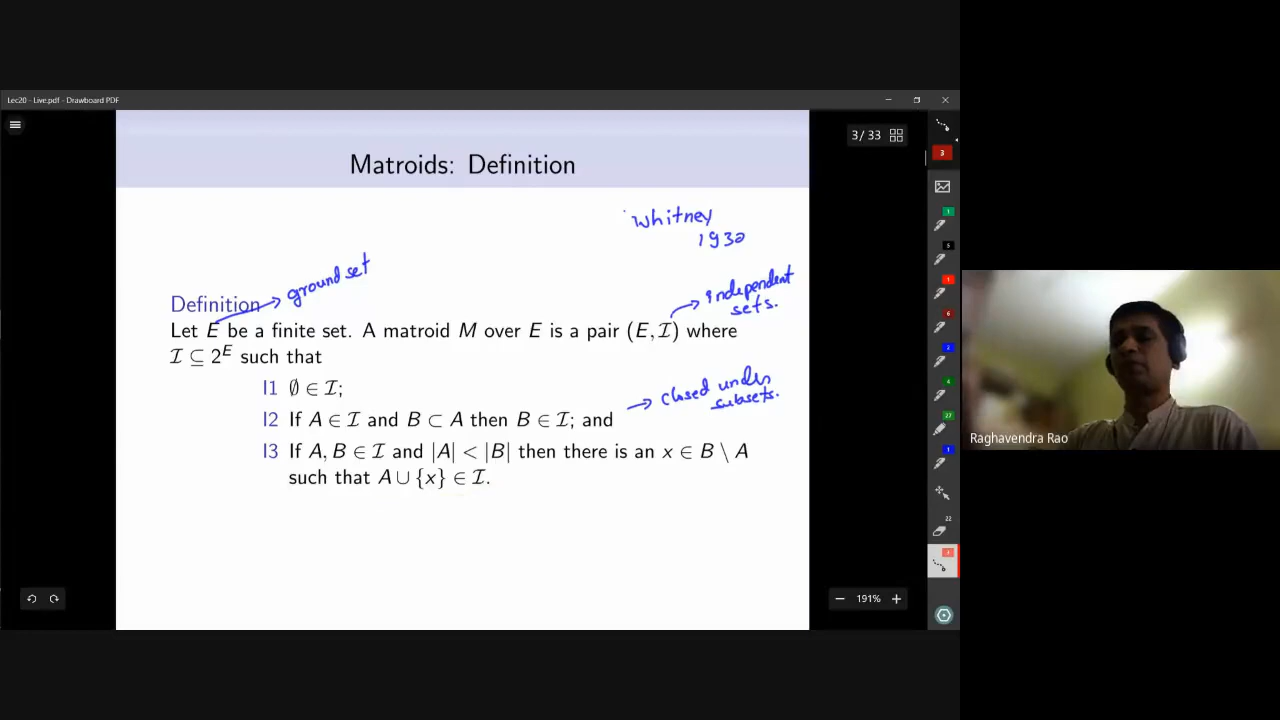 Lec20 - Live.pdf - Drawboard PDF
3 / 33
Matroids: Definition
Whitney
1930
ground set
Definition
independent
sets.
Let E be a finite set. A matroid M over E is a pair (E, ℐ) where
ℐ ⊆ 2^E such that
I1 ∅ ∈ ℐ;
closed under
subsets.
I2 If A ∈ ℐ and B ⊂ A then B ∈ ℐ; and
I3 If A, B ∈ ℐ and |A| < |B| then there is an x ∈ B \ A
such that A ∪ {x} ∈ ℐ.
Raghavendra Rao
191%